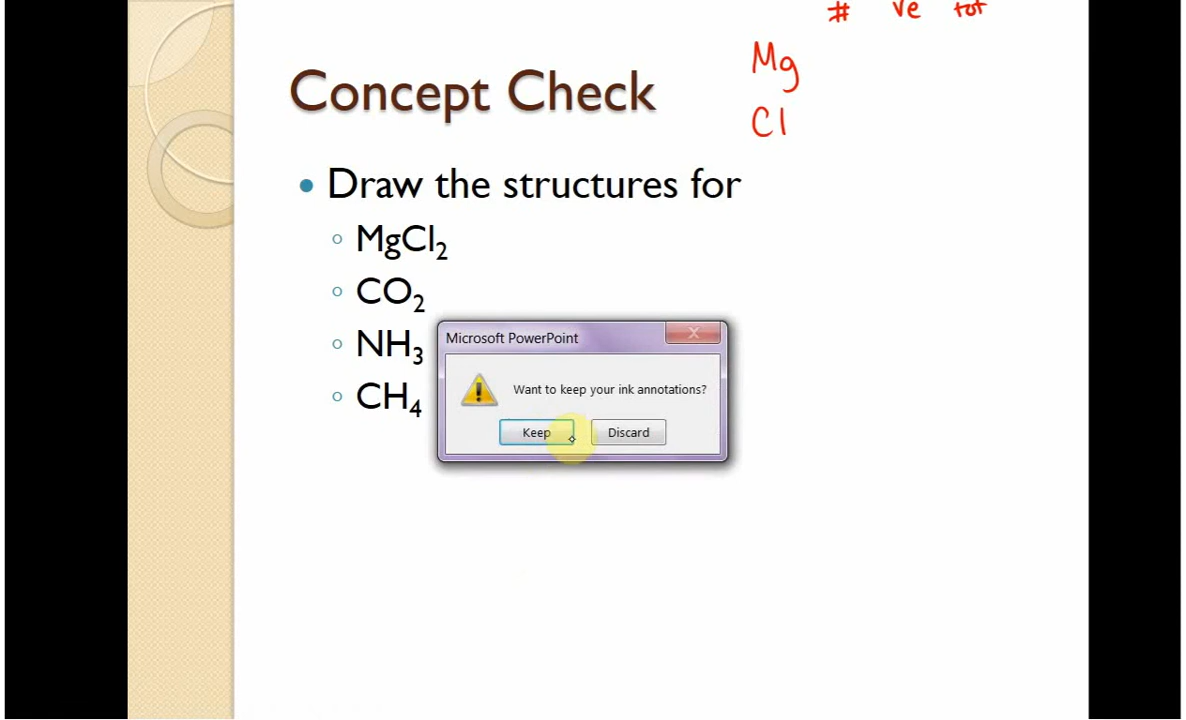 # ve tot
Mg
Concept Check
Cl
• Draw the structures for
◦ MgCl₂
◦ CO₂
◦ NH₃
◦ CH₄
Microsoft PowerPoint
Want to keep your ink annotations?
Keep Discard